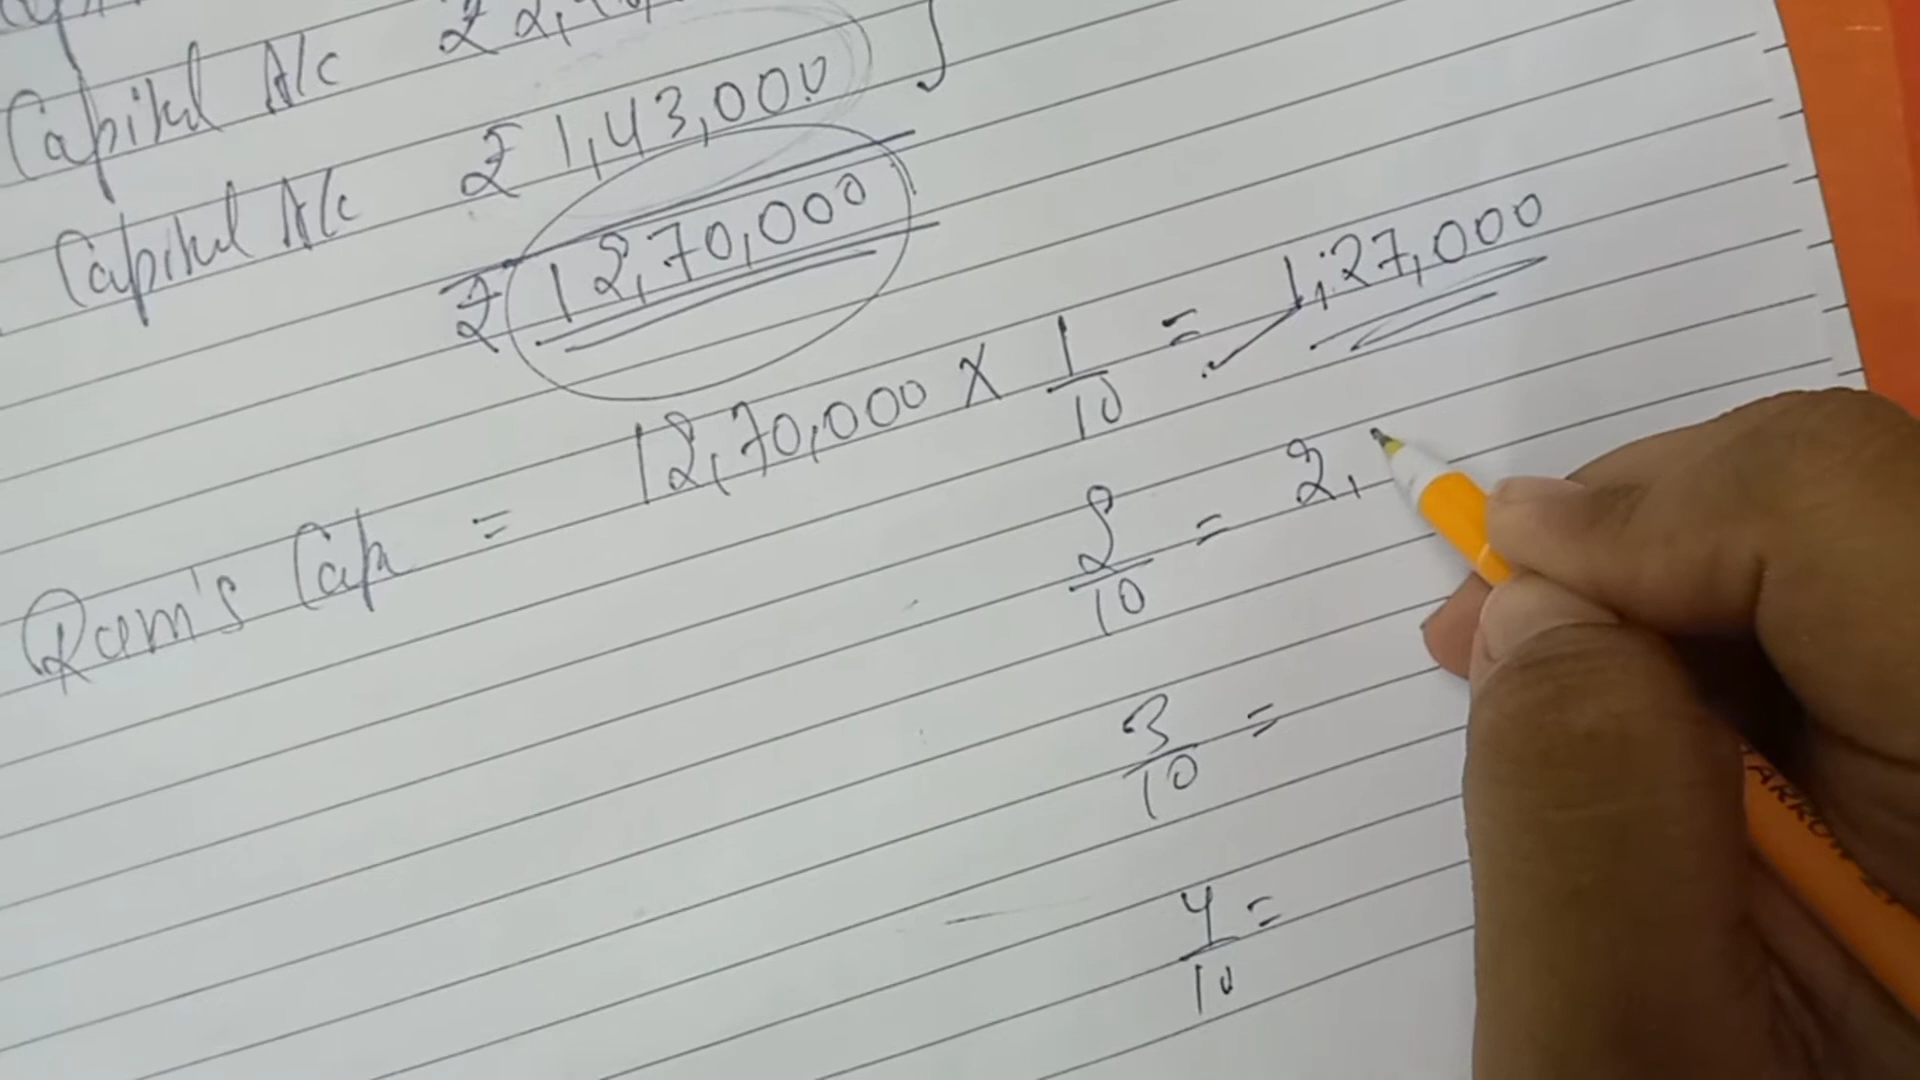 Capital A/c ₹ 2,
Capital A/c ₹ 1,43,000
₹ 12,70,000
Ram's Cap = 12,70,000 X 1/10 = 1,27,000
2/10 = 2,
3/10 =
4/10 =